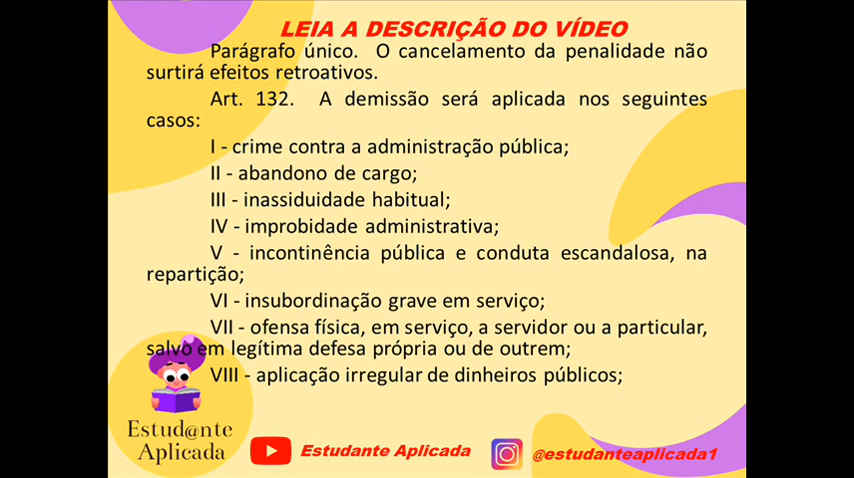 LEIA A DESCRIÇÃO DO VÍDEO
Parágrafo único. O cancelamento da penalidade não
surtirá efeitos retroativos.
Art. 132. A demissão será aplicada nos seguintes
casos:
I - crime contra a administração pública;
II - abandono de cargo;
III - inassiduidade habitual;
IV - improbidade administrativa;
V - incontinência pública e conduta escandalosa, na
repartição;
VI - insubordinação grave em serviço;
VII - ofensa física, em serviço, a servidor ou a particular,
salvo em legítima defesa própria ou de outrem;
VIII - aplicação irregular de dinheiros públicos;
Estud@nte
Aplicada
Estudante Aplicada
@estudanteaplicada1